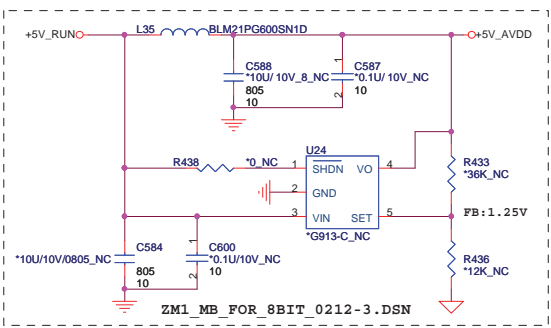 +5V_RUN L35 BLM21PG600SN1D +5V_AVDD
C588 1 C587
*10U/ 10V_8_NC *0.1U/ 10V_NC
805 2 10
10
U24
R438 *0_NC 1 SHDN VO 4 R433
*36K_NC
2 GND
3 VIN SET 5 FB:1.25V
*G913-C_NC
C584 1 C600 R436
*10U/10V/0805_NC *0.1U/10V_NC *12K_NC
805 2 10
10
ZM1_MB_FOR_8BIT_0212-3.DSN